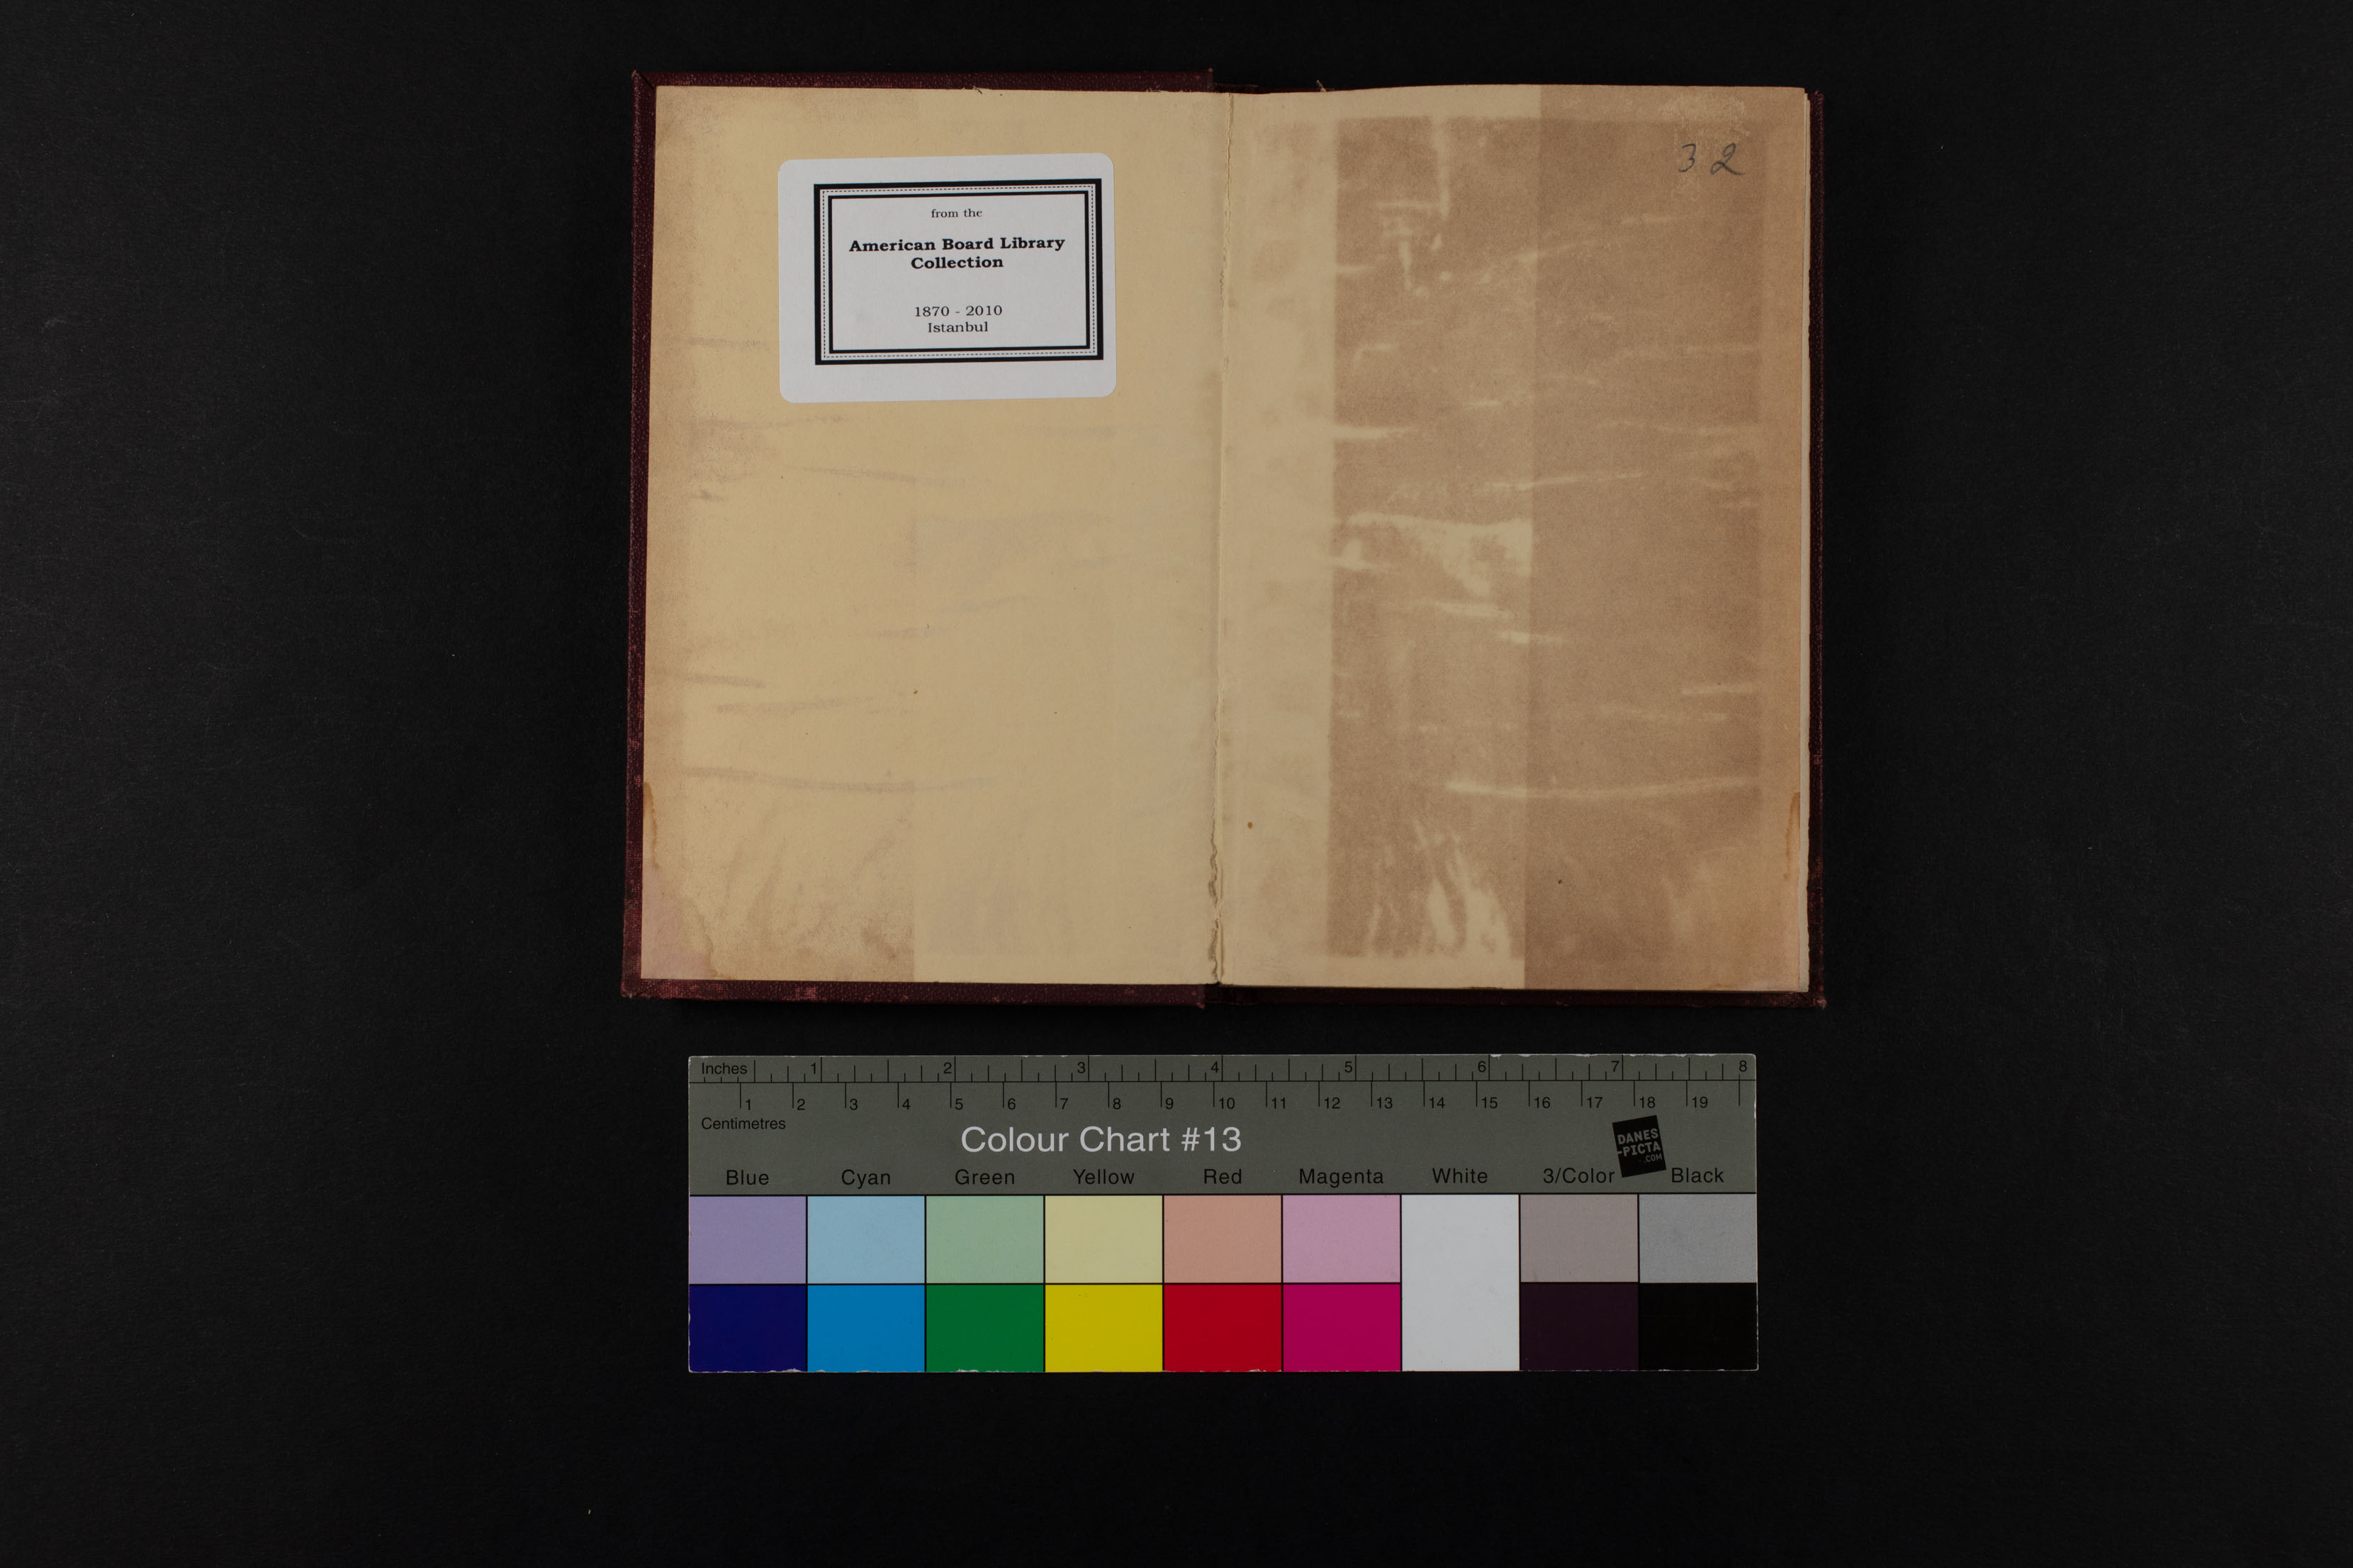 from the
American Board Library
Collection
1870 - 2010
Istanbul
32
Inches 1 2 3 4 5 6 7 8
1 2 3 4 5 6 7 8 9 10 11 12 13 14 15 16 17 18 19
Centimetres
Colour Chart #13
DANES
-PICTA
.COM
Blue Cyan Green Yellow Red Magenta White 3/Color Black